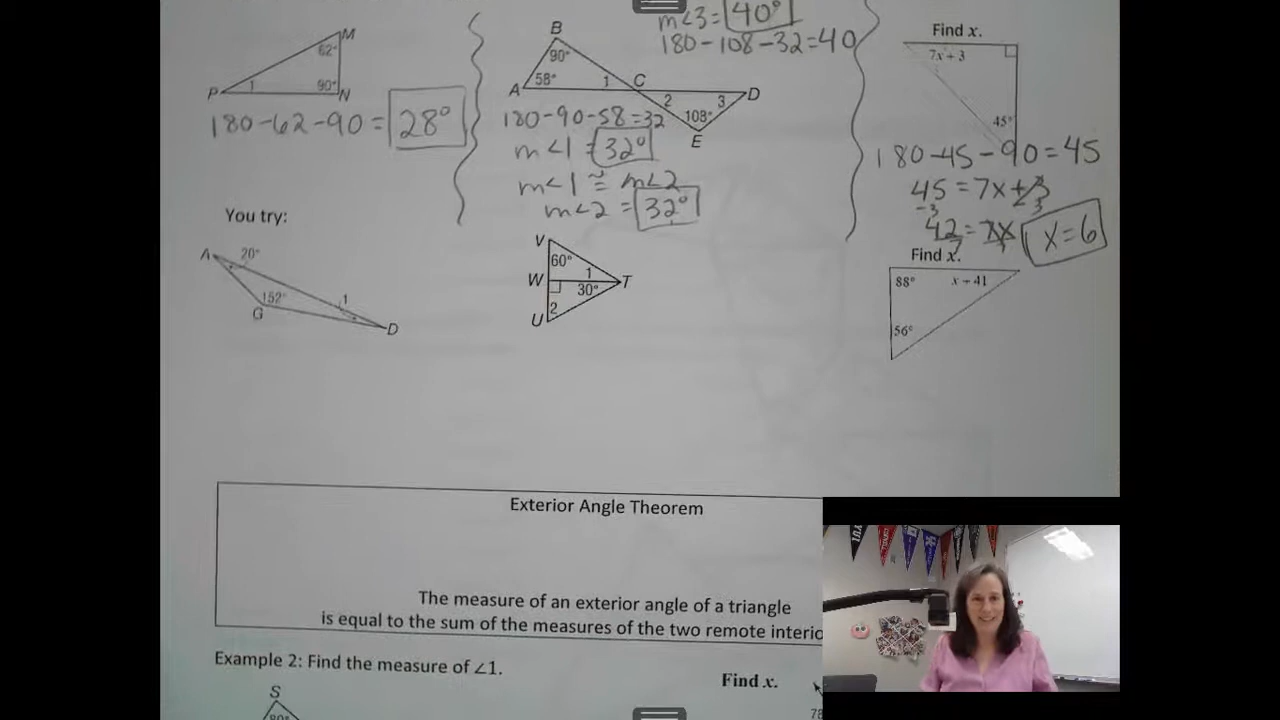 m∠3 = 40°
180-108-32=40
M
62°
P
1
90°
N
180-62-90 = 28°
B
90°
A
58°
1
C
2
3
D
108°
E
180-90-58=32
m∠1 = 32°
m∠1 ≅ m∠2
m∠2 = 32°
Find x.
7x + 3
45°
180-45-90=45
45 = 7x+3
-3 -3
42 = 7x
7 7
x=6
You try:
A
20°
152°
G
1
D
V
60°
W
1
30°
T
2
U
Find x.
88°
x + 41
56°
Exterior Angle Theorem
The measure of an exterior angle of a triangle
is equal to the sum of the measures of the two remote interio
Example 2: Find the measure of ∠1.
Find x.
S
80°
78